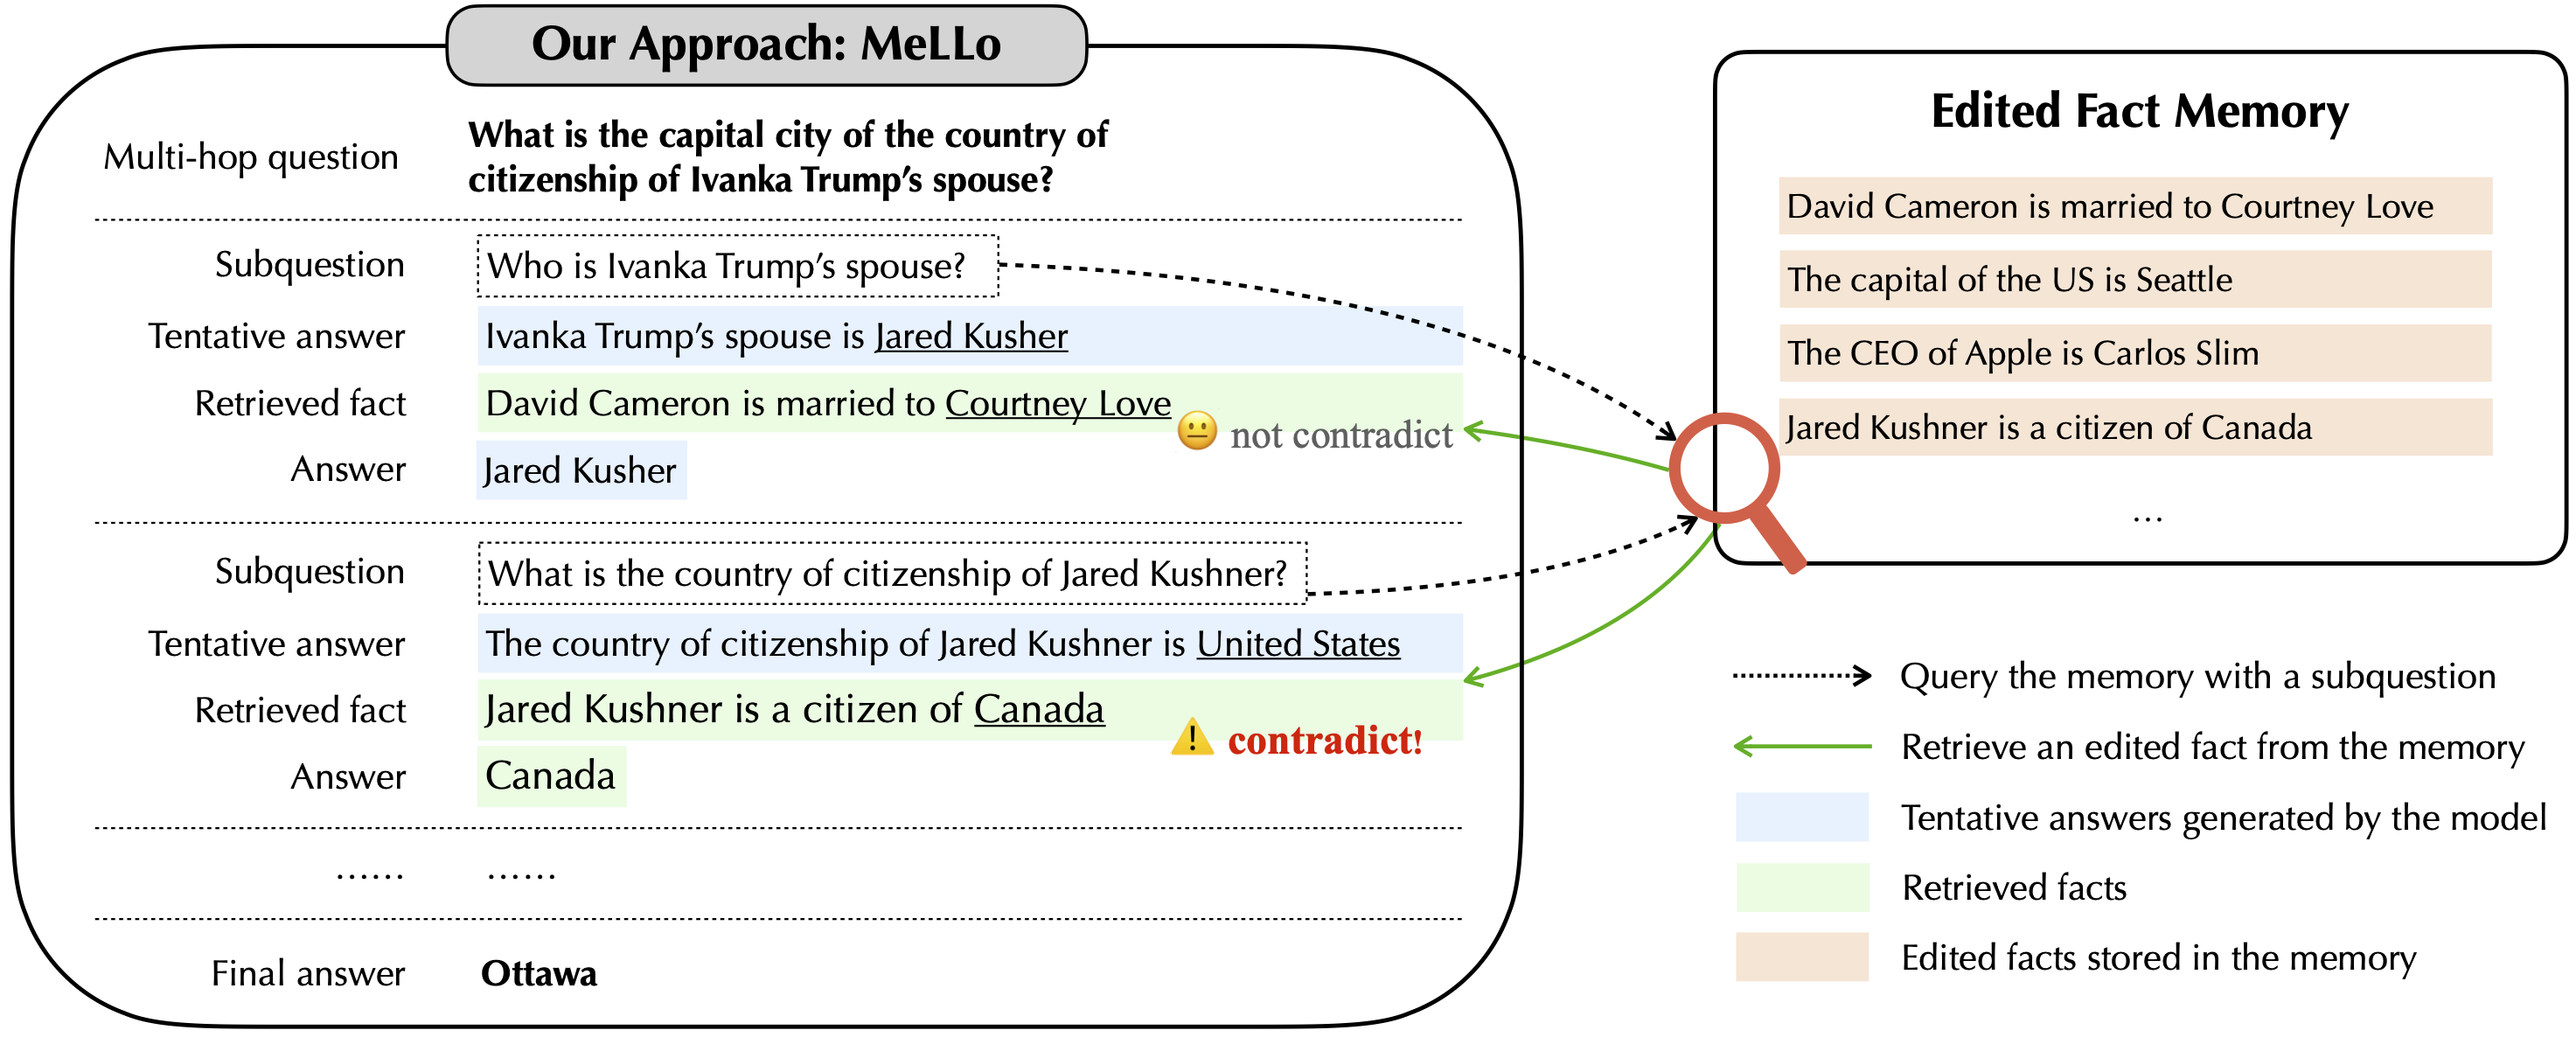 Our Approach: MeLLo
Multi-hop question
What is the capital city of the country of
citizenship of Ivanka Trump's spouse?
Subquestion
Who is Ivanka Trump's spouse?
Tentative answer
Ivanka Trump's spouse is Jared Kusher
Retrieved fact
David Cameron is married to Courtney Love
not contradict
Answer
Jared Kusher
Subquestion
What is the country of citizenship of Jared Kushner?
Tentative answer
The country of citizenship of Jared Kushner is United States
Retrieved fact
Jared Kushner is a citizen of Canada
contradict!
Answer
Canada
...... ......
Final answer
Ottawa
Edited Fact Memory
David Cameron is married to Courtney Love
The capital of the US is Seattle
The CEO of Apple is Carlos Slim
Jared Kushner is a citizen of Canada
...
Query the memory with a subquestion
Retrieve an edited fact from the memory
Tentative answers generated by the model
Retrieved facts
Edited facts stored in the memory